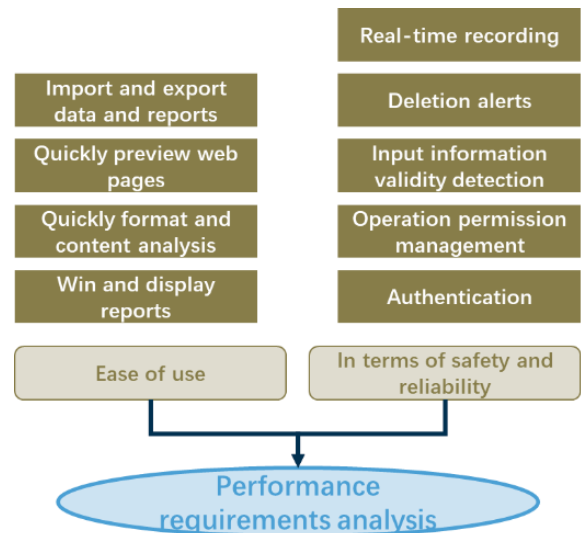 Real-time recording
Import and export
data and reports
Deletion alerts
Quickly preview web
pages
Input information
validity detection
Quickly format and
content analysis
Operation permission
management
Win and display
reports
Authentication
Ease of use
In terms of safety and
reliability
Performance
requirements analysis